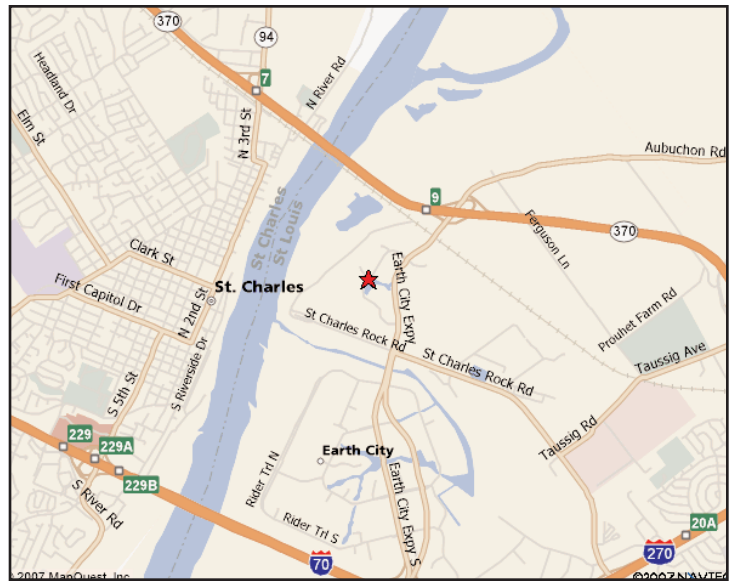 370
94
7
N River Rd
Headland Dr
Elm St
N 3rd St
Aubuchon Rd
9
St Charles
St Louis
Ferguson Ln
370
Clark St
Earth City Expy
First Capitol Dr
St. Charles
N 2nd St
Prouhet Farm Rd
St Charles Rock Rd
St Charles Rock Rd
Taussig Ave
S Riverside Dr
S 5th St
Taussig Rd
229
229A
229B
Earth City
Rider Trl N
Earth City Expy S
S River Rd
Rider Trl S
20A
70
270
2007 MapQuest, Inc
©2007 NAVTEQ